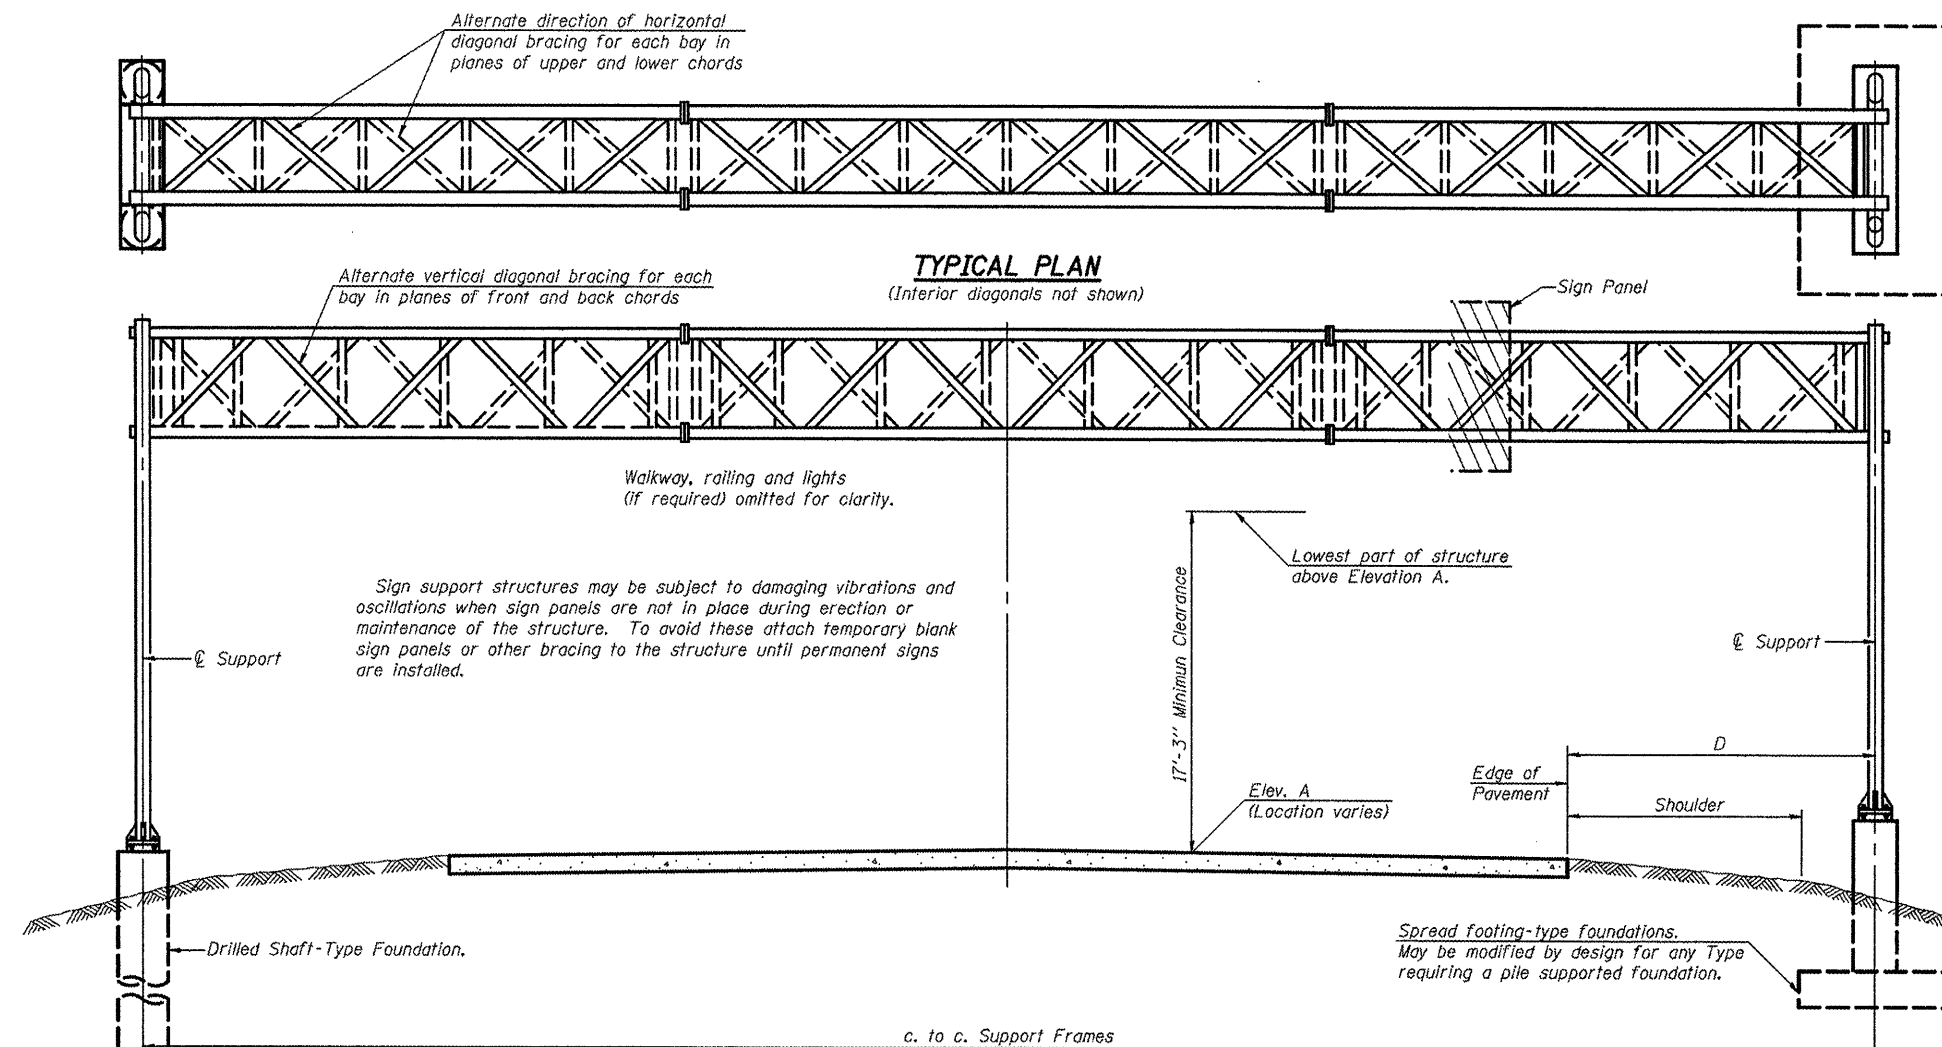 Alternate direction of horizontal
diagonal bracing for each bay in
planes of upper and lower chords
TYPICAL PLAN
(Interior diagonals not shown)
Alternate vertical diagonal bracing for each
bay in planes of front and back chords
Sign Panel
Walkway, railing and lights
(if required) omitted for clarity.
Lowest part of structure
above Elevation A.
17'-3" Minimun Clearance
Sign support structures may be subject to damaging vibrations and
oscillations when sign panels are not in place during erection or
maintenance of the structure. To avoid these attach temporary blank
sign panels or other bracing to the structure until permanent signs
are installed.
℄ Support
℄ Support
D
Edge of
Pavement
Shoulder
Elev. A
(Location varies)
Drilled Shaft-Type Foundation.
Spread footing-type foundations.
May be modified by design for any Type
requiring a pile supported foundation.
c. to c. Support Frames